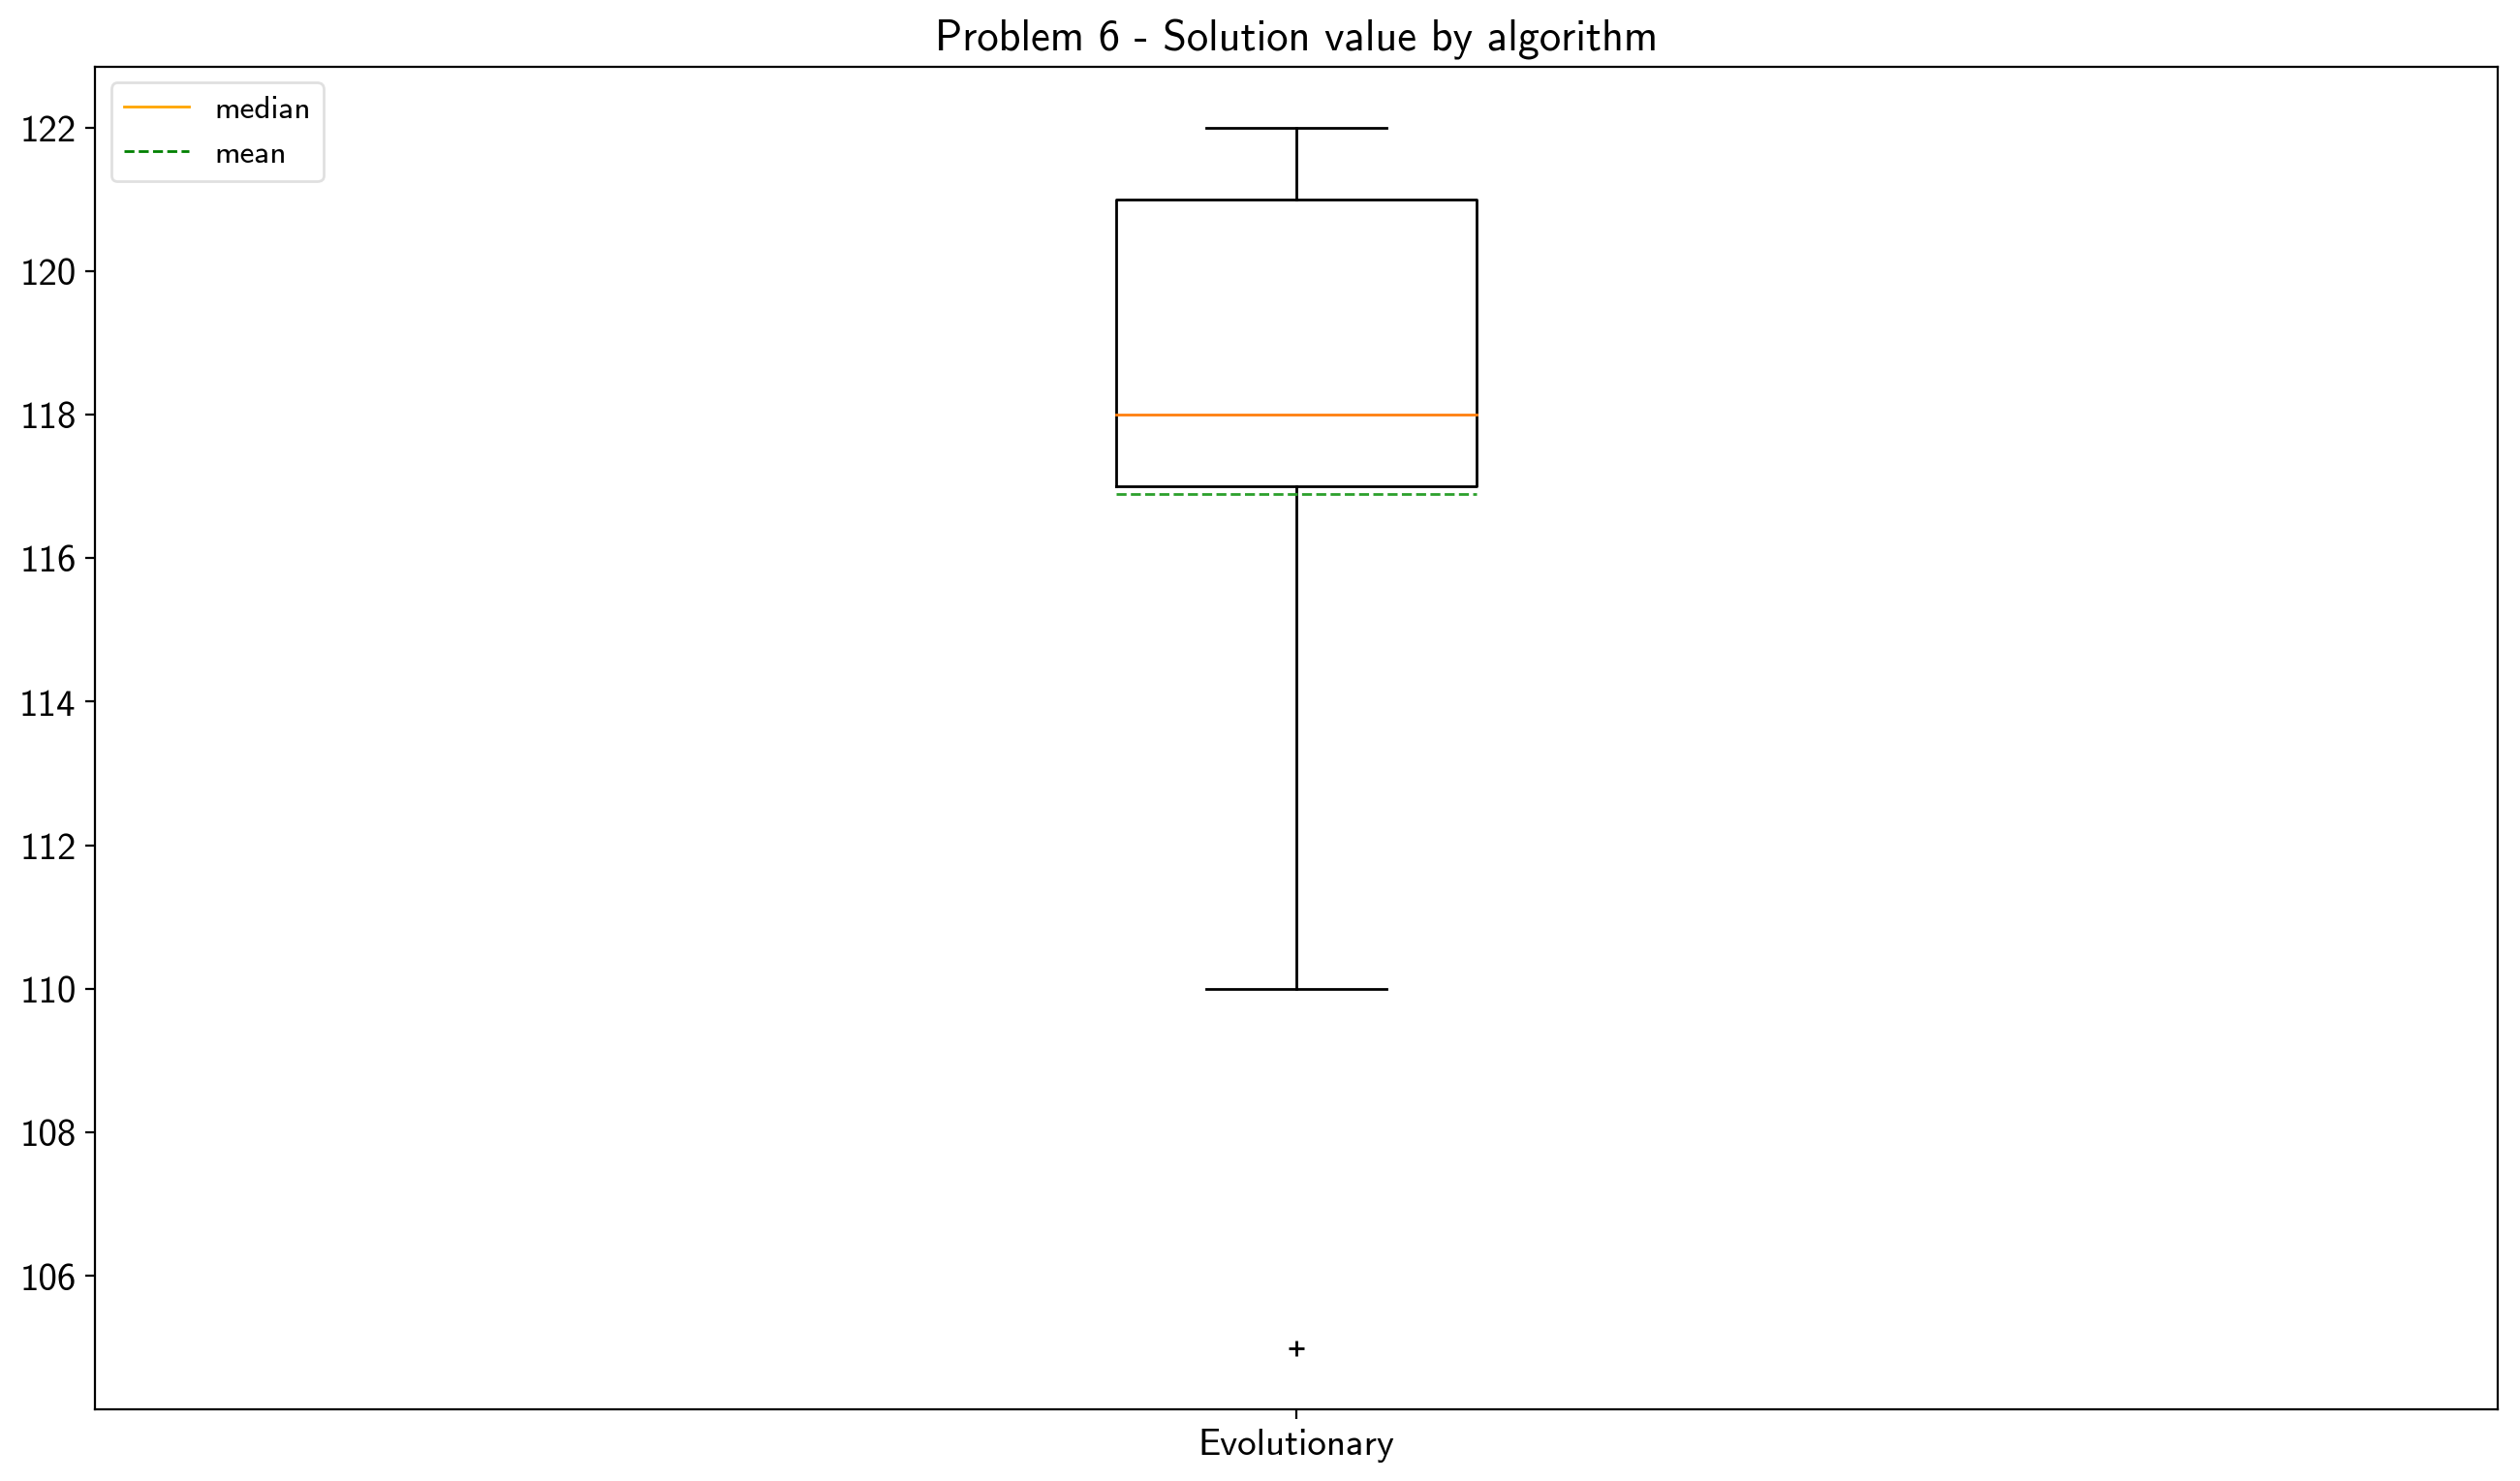 Problem 6 - Solution value by algorithm
median
mean
122
120
118
116
114
112
110
108
106
Evolutionary